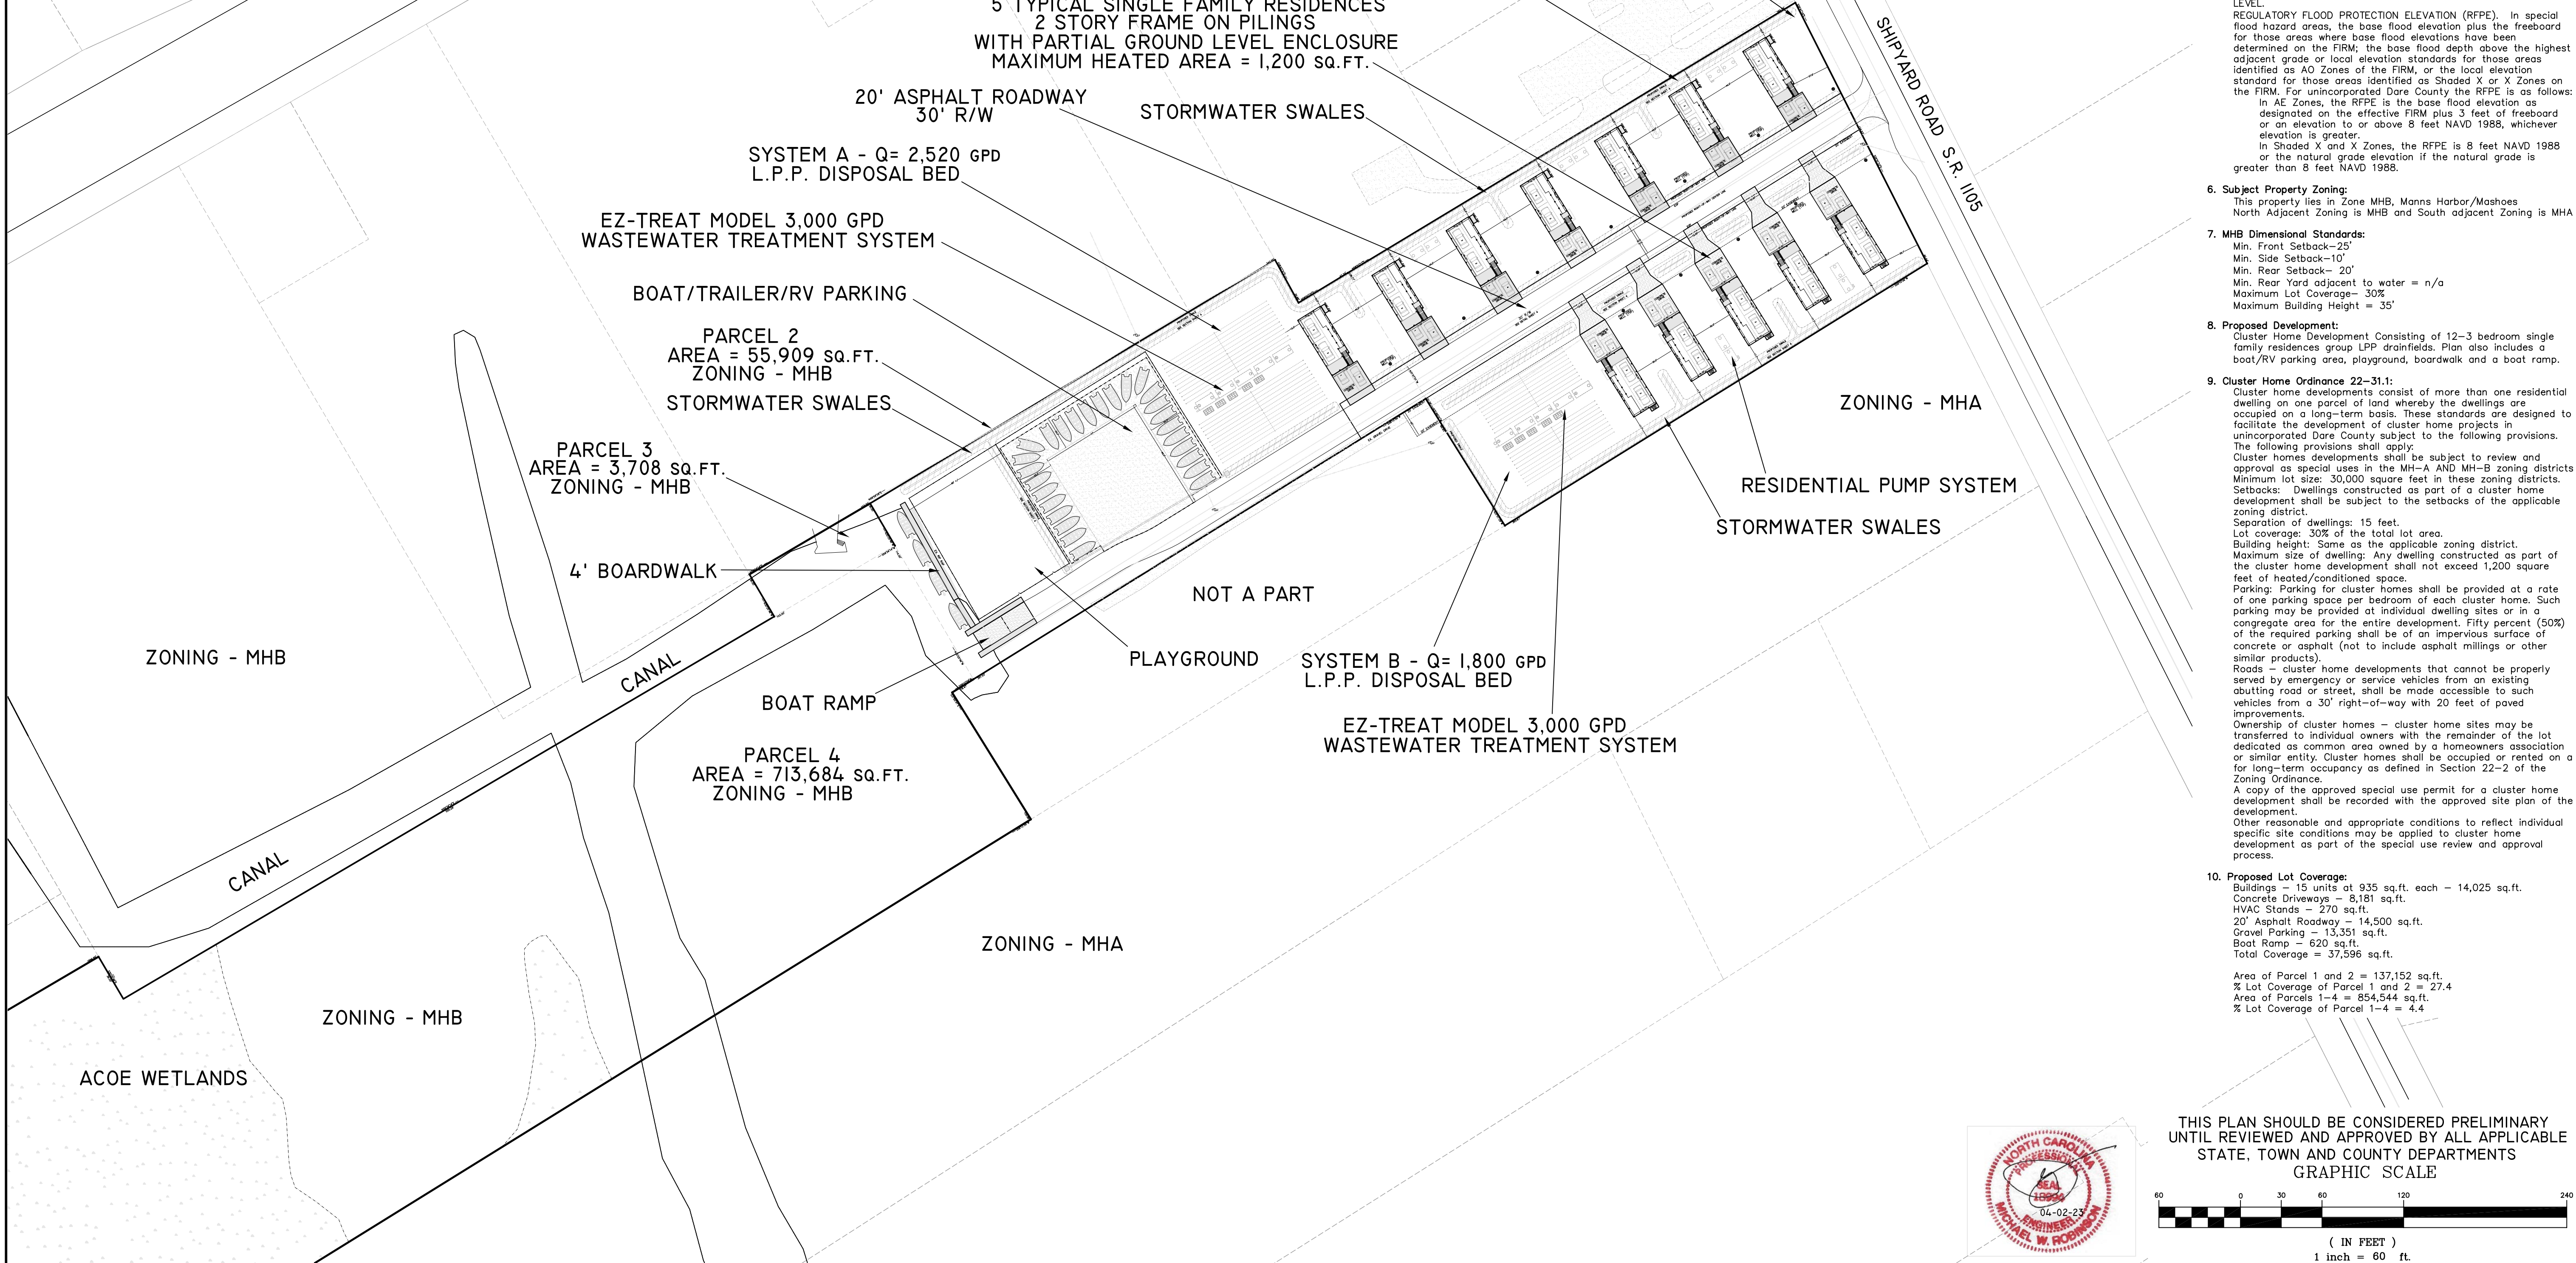 5 TYPICAL SINGLE FAMILY RESIDENCES
2 STORY FRAME ON PILINGS
WITH PARTIAL GROUND LEVEL ENCLOSURE
MAXIMUM HEATED AREA = 1,200 SQ.FT.
20' ASPHALT ROADWAY
30' R/W
STORMWATER SWALES
SYSTEM A - Q= 2,520 GPD
L.P.P. DISPOSAL BED
EZ-TREAT MODEL 3,000 GPD
WASTEWATER TREATMENT SYSTEM
BOAT/TRAILER/RV PARKING
PARCEL 2
AREA = 55,909 SQ.FT.
ZONING - MHB
STORMWATER SWALES
PARCEL 3
AREA = 3,708 SQ.FT.
ZONING - MHB
4' BOARDWALK
SHIPYARD ROAD S.R. 1105
ZONING - MHA
RESIDENTIAL PUMP SYSTEM
STORMWATER SWALES
NOT A PART
PLAYGROUND
SYSTEM B - Q= 1,800 GPD
L.P.P. DISPOSAL BED
EZ-TREAT MODEL 3,000 GPD
WASTEWATER TREATMENT SYSTEM
BOAT RAMP
PARCEL 4
AREA = 713,684 SQ.FT.
ZONING - MHB
ZONING - MHB
CANAL
CANAL
ZONING - MHA
ZONING - MHB
ACOE WETLANDS
LEVEL.
REGULATORY FLOOD PROTECTION ELEVATION (RFPE). In special
flood hazard areas, the base flood elevation plus the freeboard
for those areas where base flood elevations have been
determined on the FIRM; the base flood depth above the highest
adjacent grade or local elevation standards for those areas
identified as AO Zones of the FIRM, or the local elevation
standard for those areas identified as Shaded X or X Zones on
the FIRM. For unincorporated Dare County the RFPE is as follows:
In AE Zones, the RFPE is the base flood elevation as
designated on the effective FIRM plus 3 feet of freeboard
or an elevation to or above 8 feet NAVD 1988, whichever
elevation is greater.
In Shaded X and X Zones, the RFPE is 8 feet NAVD 1988
or the natural grade elevation if the natural grade is
greater than 8 feet NAVD 1988.
6. Subject Property Zoning:
This property lies in Zone MHB, Manns Harbor/Mashoes
North Adjacent Zoning is MHB and South adjacent Zoning is MHA
7. MHB Dimensional Standards:
Min. Front Setback-25'
Min. Side Setback-10'
Min. Rear Setback- 20'
Min. Rear Yard adjacent to water = n/a
Maximum Lot Coverage- 30%
Maximum Building Height = 35'
8. Proposed Development:
Cluster Home Development Consisting of 12-3 bedroom single
family residences group LPP drainfields. Plan also includes a
boat/RV parking area, playground, boardwalk and a boat ramp.
9. Cluster Home Ordinance 22-31.1:
Cluster home developments consist of more than one residential
dwelling on one parcel of land whereby the dwellings are
occupied on a long-term basis. These standards are designed to
facilitate the development of cluster home projects in
unincorporated Dare County subject to the following provisions.
The following provisions shall apply:
Cluster homes developments shall be subject to review and
approval as special uses in the MH-A AND MH-B zoning districts
Minimum lot size: 30,000 square feet in these zoning districts.
Setbacks: Dwellings constructed as part of a cluster home
development shall be subject to the setbacks of the applicable
zoning district.
Separation of dwellings: 15 feet.
Lot coverage: 30% of the total lot area.
Building height: Same as the applicable zoning district.
Maximum size of dwelling: Any dwelling constructed as part of
the cluster home development shall not exceed 1,200 square
feet of heated/conditioned space.
Parking: Parking for cluster homes shall be provided at a rate
of one parking space per bedroom of each cluster home. Such
parking may be provided at individual dwelling sites or in a
congregate area for the entire development. Fifty percent (50%)
of the required parking shall be of an impervious surface of
concrete or asphalt (not to include asphalt millings or other
similar products).
Roads - cluster home developments that cannot be properly
served by emergency or service vehicles from an existing
abutting road or street, shall be made accessible to such
vehicles from a 30' right-of-way with 20 feet of paved
improvements.
Ownership of cluster homes - cluster home sites may be
transferred to individual owners with the remainder of the lot
dedicated as common area owned by a homeowners association
or similar entity. Cluster homes shall be occupied or rented on a
for long-term occupancy as defined in Section 22-2 of the
Zoning Ordinance.
A copy of the approved special use permit for a cluster home
development shall be recorded with the approved site plan of the
development.
Other reasonable and appropriate conditions to reflect individual
specific site conditions may be applied to cluster home
development as part of the special use review and approval
process.
10. Proposed Lot Coverage:
Buildings - 15 units at 935 sq.ft. each - 14,025 sq.ft.
Concrete Driveways - 8,181 sq.ft.
HVAC Stands - 270 sq.ft.
20' Asphalt Roadway - 14,500 sq.ft.
Gravel Parking - 13,351 sq.ft.
Boat Ramp - 620 sq.ft.
Total Coverage = 37,596 sq.ft.
Area of Parcel 1 and 2 = 137,152 sq.ft.
% Lot Coverage of Parcel 1 and 2 = 27.4
Area of Parcels 1-4 = 854,544 sq.ft.
% Lot Coverage of Parcel 1-4 = 4.4
THIS PLAN SHOULD BE CONSIDERED PRELIMINARY
UNTIL REVIEWED AND APPROVED BY ALL APPLICABLE
STATE, TOWN AND COUNTY DEPARTMENTS
GRAPHIC SCALE
60 0 30 60 120 240
( IN FEET )
1 inch = 60 ft.
NORTH CAROLINA
PROFESSIONAL
SEAL
18994
04-02-23
ENGINEER
MICHAEL W. ROBINSON